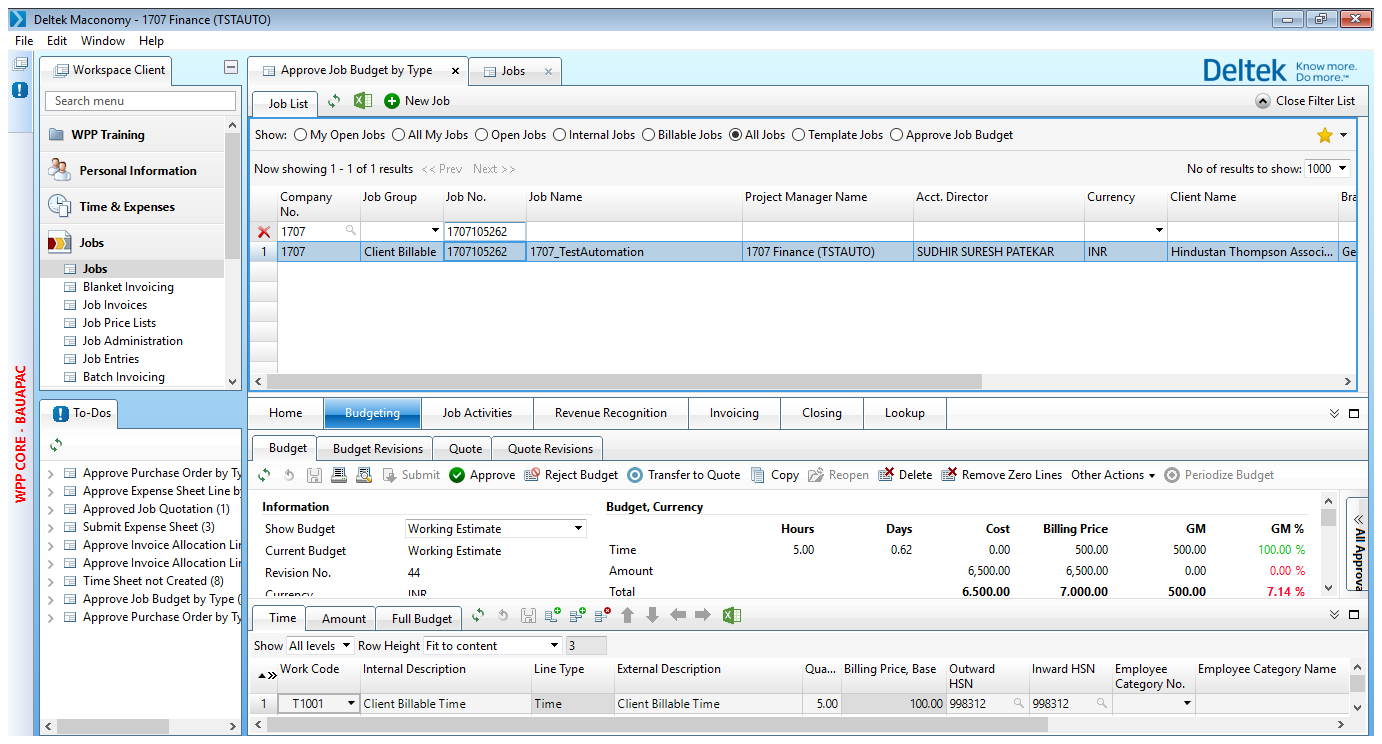 Deltek Maconomy - 1707 Finance (TSTAUTO)
File Edit Window Help
Workspace Client
Approve Job Budget by Type
Jobs
Deltek Know more. Do more.™
Search menu
Job List New Job Close Filter List
WPP Training
Personal Information
Time & Expenses
Jobs
Jobs
Blanket Invoicing
Job Invoices
Job Price Lists
Job Administration
Job Entries
Batch Invoicing
Show: My Open Jobs All My Jobs Open Jobs Internal Jobs Billable Jobs All Jobs Template Jobs Approve Job Budget
Now showing 1 - 1 of 1 results << Prev Next >> No of results to show: 1000
Company No. Job Group Job No. Job Name Project Manager Name Acct. Director Currency Client Name Bra
1707 1707105262
1 1707 Client Billable 1707105262 1707_TestAutomation 1707 Finance (TSTAUTO) SUDHIR SURESH PATEKAR INR Hindustan Thompson Associ... Ge
WPP CORE - BAUAPAC
To-Dos
Approve Purchase Order by Ty
Approve Expense Sheet Line by
Approved Job Quotation (1)
Submit Expense Sheet (3)
Approve Invoice Allocation Lin
Approve Invoice Allocation Lin
Time Sheet not Created (8)
Approve Job Budget by Type (
Approve Purchase Order by Ty
Home Budgeting Job Activities Revenue Recognition Invoicing Closing Lookup
Budget Budget Revisions Quote Quote Revisions
Submit Approve Reject Budget Transfer to Quote Copy Reopen Delete Remove Zero Lines Other Actions Periodize Budget
Information
Show Budget Working Estimate
Current Budget Working Estimate
Revision No. 44
Currency INR
Budget, Currency
Hours Days Cost Billing Price GM GM %
Time 5.00 0.62 0.00 500.00 500.00 100.00 %
Amount 6,500.00 6,500.00 0.00 0.00 %
Total 6.500.00 7.000.00 500.00 7.14 %
All Approva
Time Amount Full Budget
Show All levels Row Height Fit to content 3
Work Code Internal Description Line Type External Description Qua... Billing Price, Base Outward HSN Inward HSN Employee Category No. Employee Category Name
1 T1001 Client Billable Time Time Client Billable Time 5.00 100.00 998312 998312